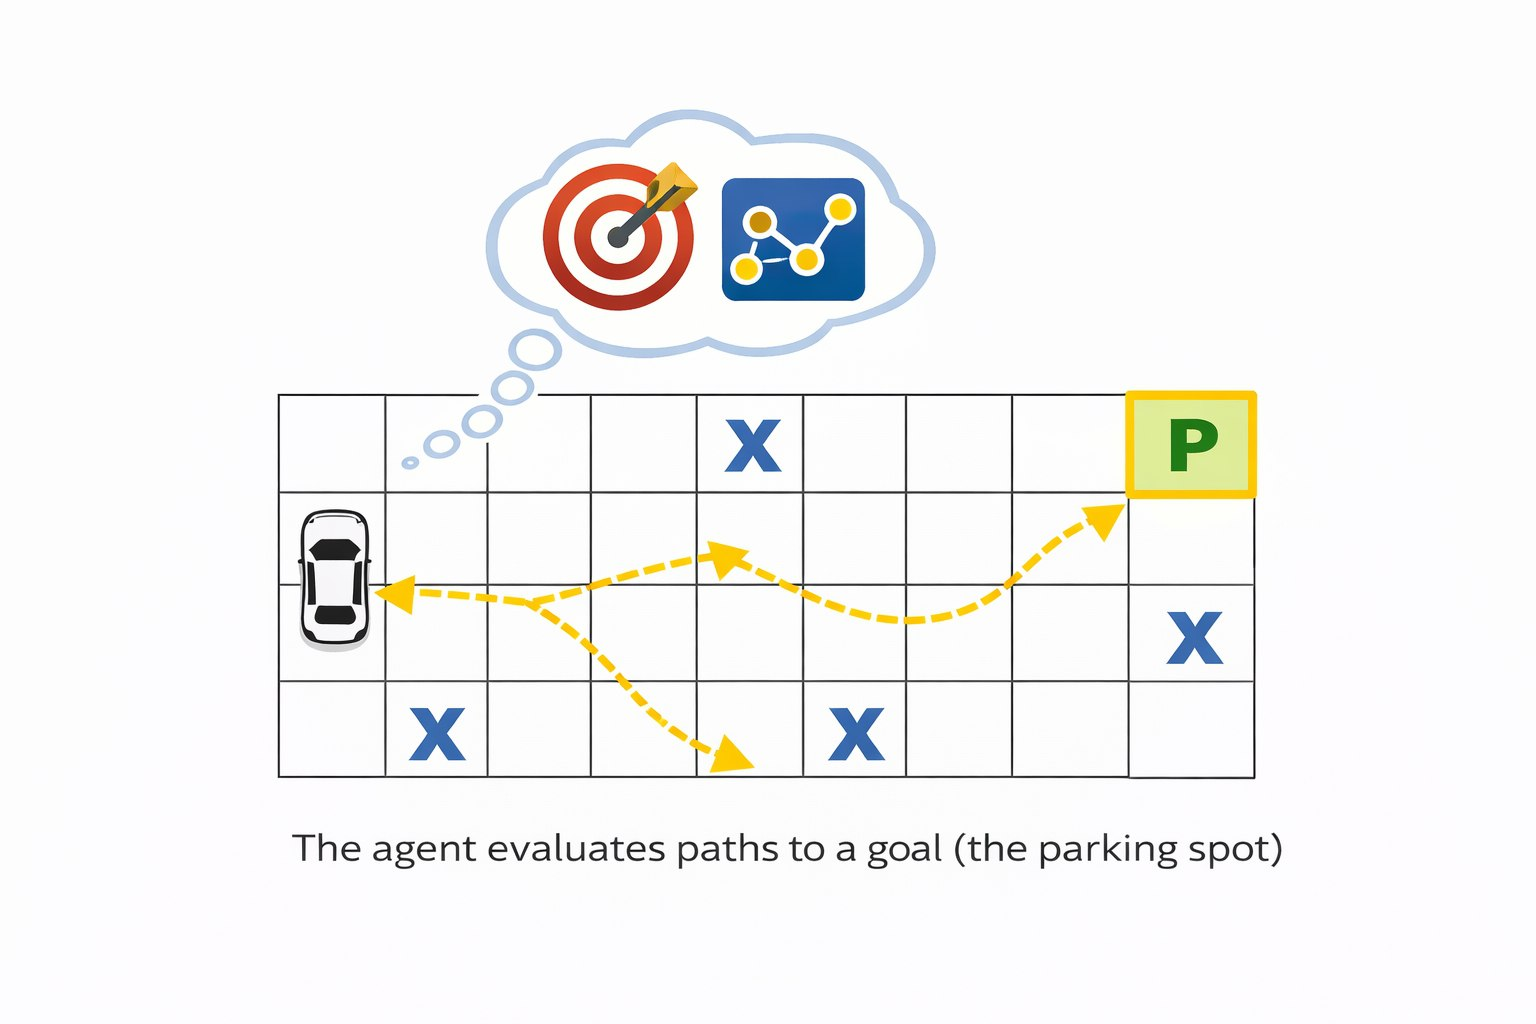 X
P
X
X X
The agent evaluates paths to a goal (the parking spot)